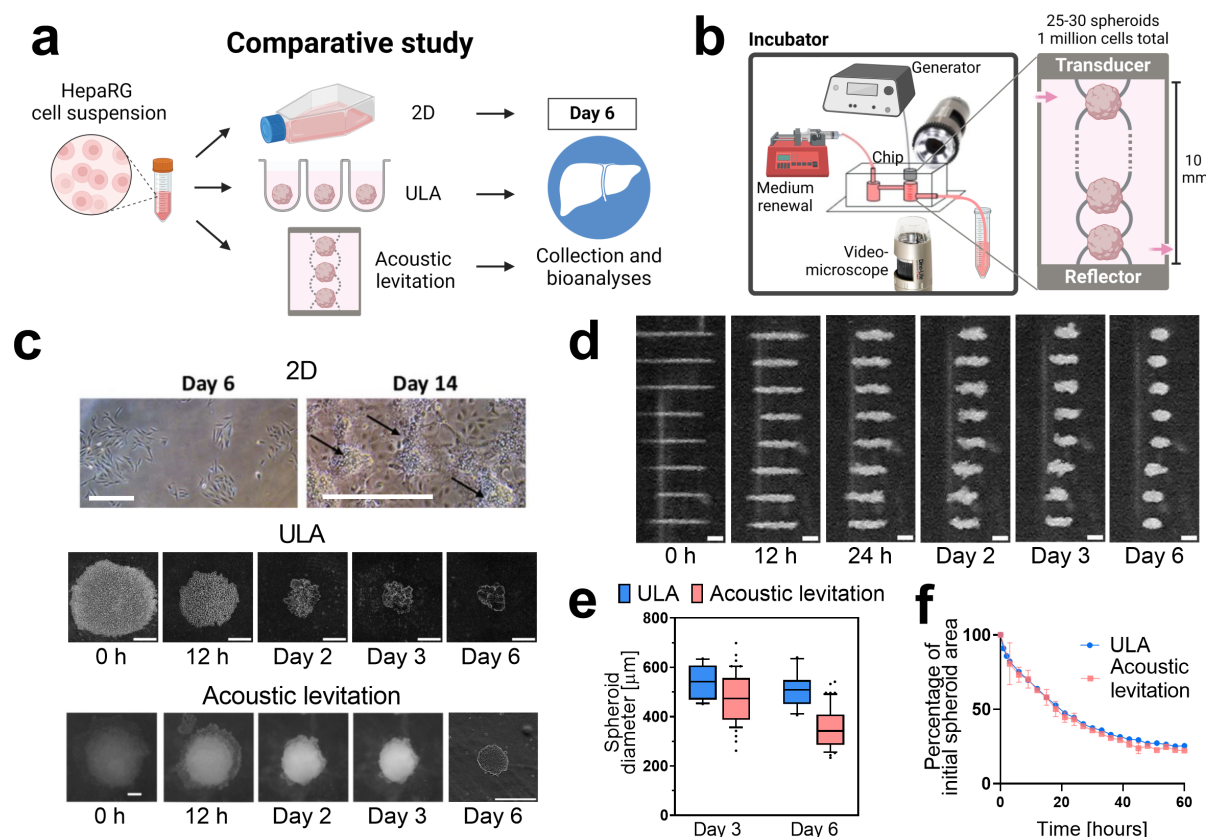 a
Comparative study
HepaRG
cell suspension
2D
ULA
Acoustic
levitation
Day 6
Collection and
bioanalyses
b
Incubator
Generator
Chip
Medium
renewal
Video-
microscope
25-30 spheroids
1 million cells total
Transducer
10
mm
Reflector
c
2D
Day 6
Day 14
ULA
0 h
12 h
Day 2
Day 3
Day 6
Acoustic levitation
0 h
12 h
Day 2
Day 3
Day 6
d
0 h
12 h
24 h
Day 2
Day 3
Day 6
e
ULA
Acoustic levitation
Spheroid
diameter [μm]
800
600
400
200
0
Day 3
Day 6
f
ULA
Acoustic
levitation
Percentage of
initial spheroid area
100
50
0
0
20
40
60
Time [hours]